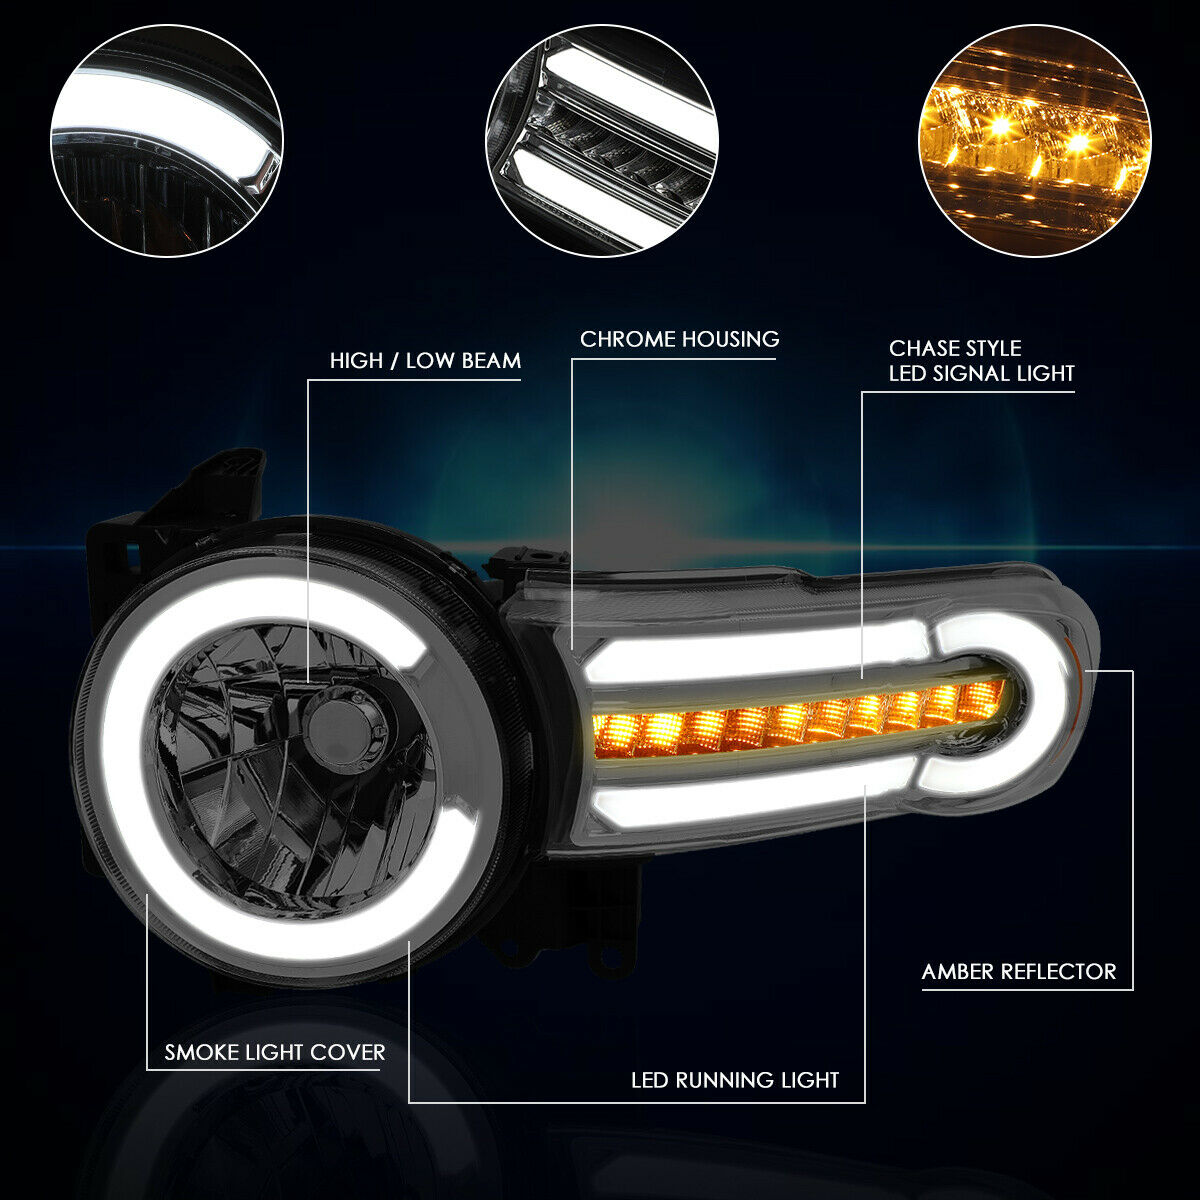 HIGH / LOW BEAM
CHROME HOUSING
CHASE STYLE
LED SIGNAL LIGHT
AMBER REFLECTOR
SMOKE LIGHT COVER
LED RUNNING LIGHT